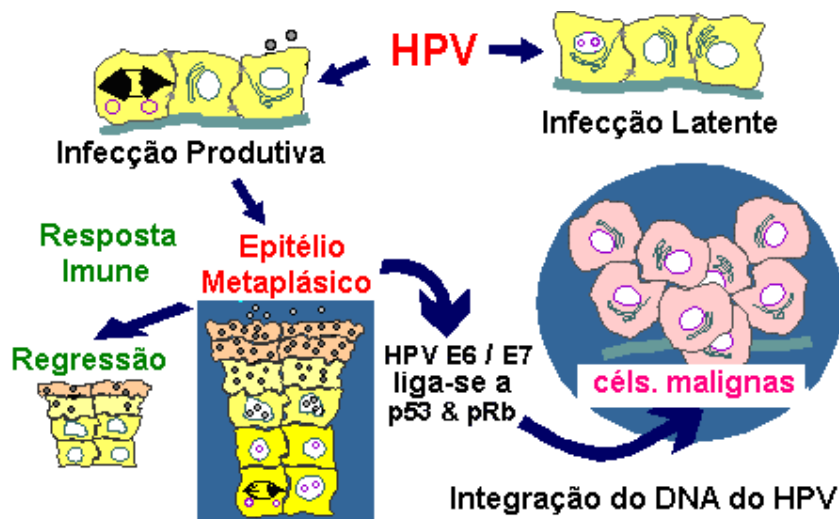 HPV
Infecção Produtiva
Infecção Latente
Resposta
Imune
Epitélio
Metaplásico
Regressão
HPV E6 / E7
liga-se a
p53 & pRb
céls. malignas
Integração do DNA do HPV